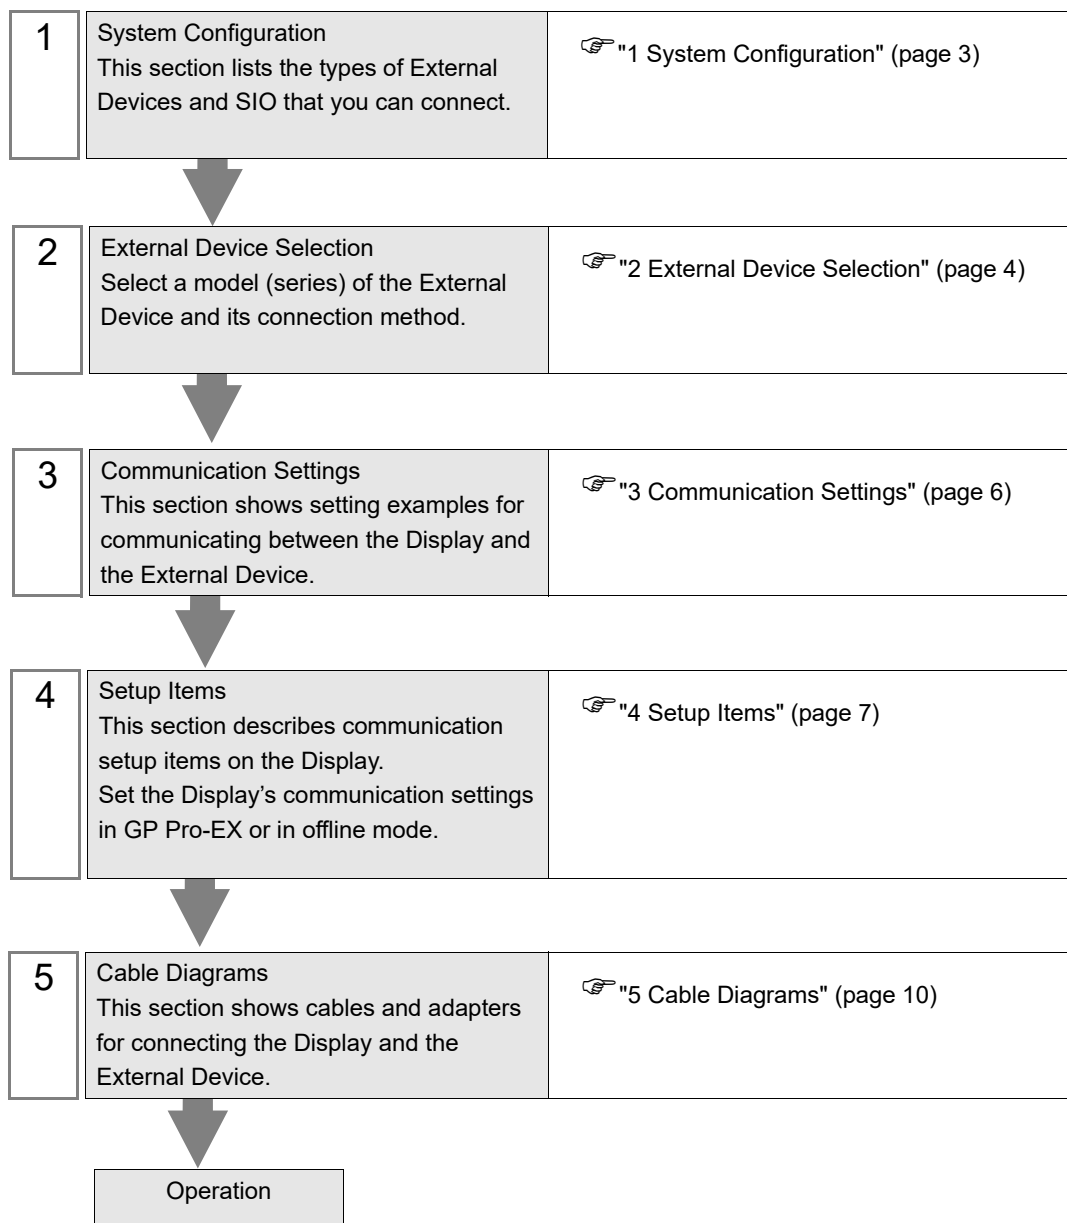 1
System Configuration
This section lists the types of External
Devices and SIO that you can connect.
☞"1 System Configuration" (page 3)
2
External Device Selection
Select a model (series) of the External
Device and its connection method.
☞"2 External Device Selection" (page 4)
3
Communication Settings
This section shows setting examples for
communicating between the Display and
the External Device.
☞"3 Communication Settings" (page 6)
4
Setup Items
This section describes communication
setup items on the Display.
Set the Display’s communication settings
in GP Pro-EX or in offline mode.
☞"4 Setup Items" (page 7)
5
Cable Diagrams
This section shows cables and adapters
for connecting the Display and the
External Device.
☞"5 Cable Diagrams" (page 10)
Operation